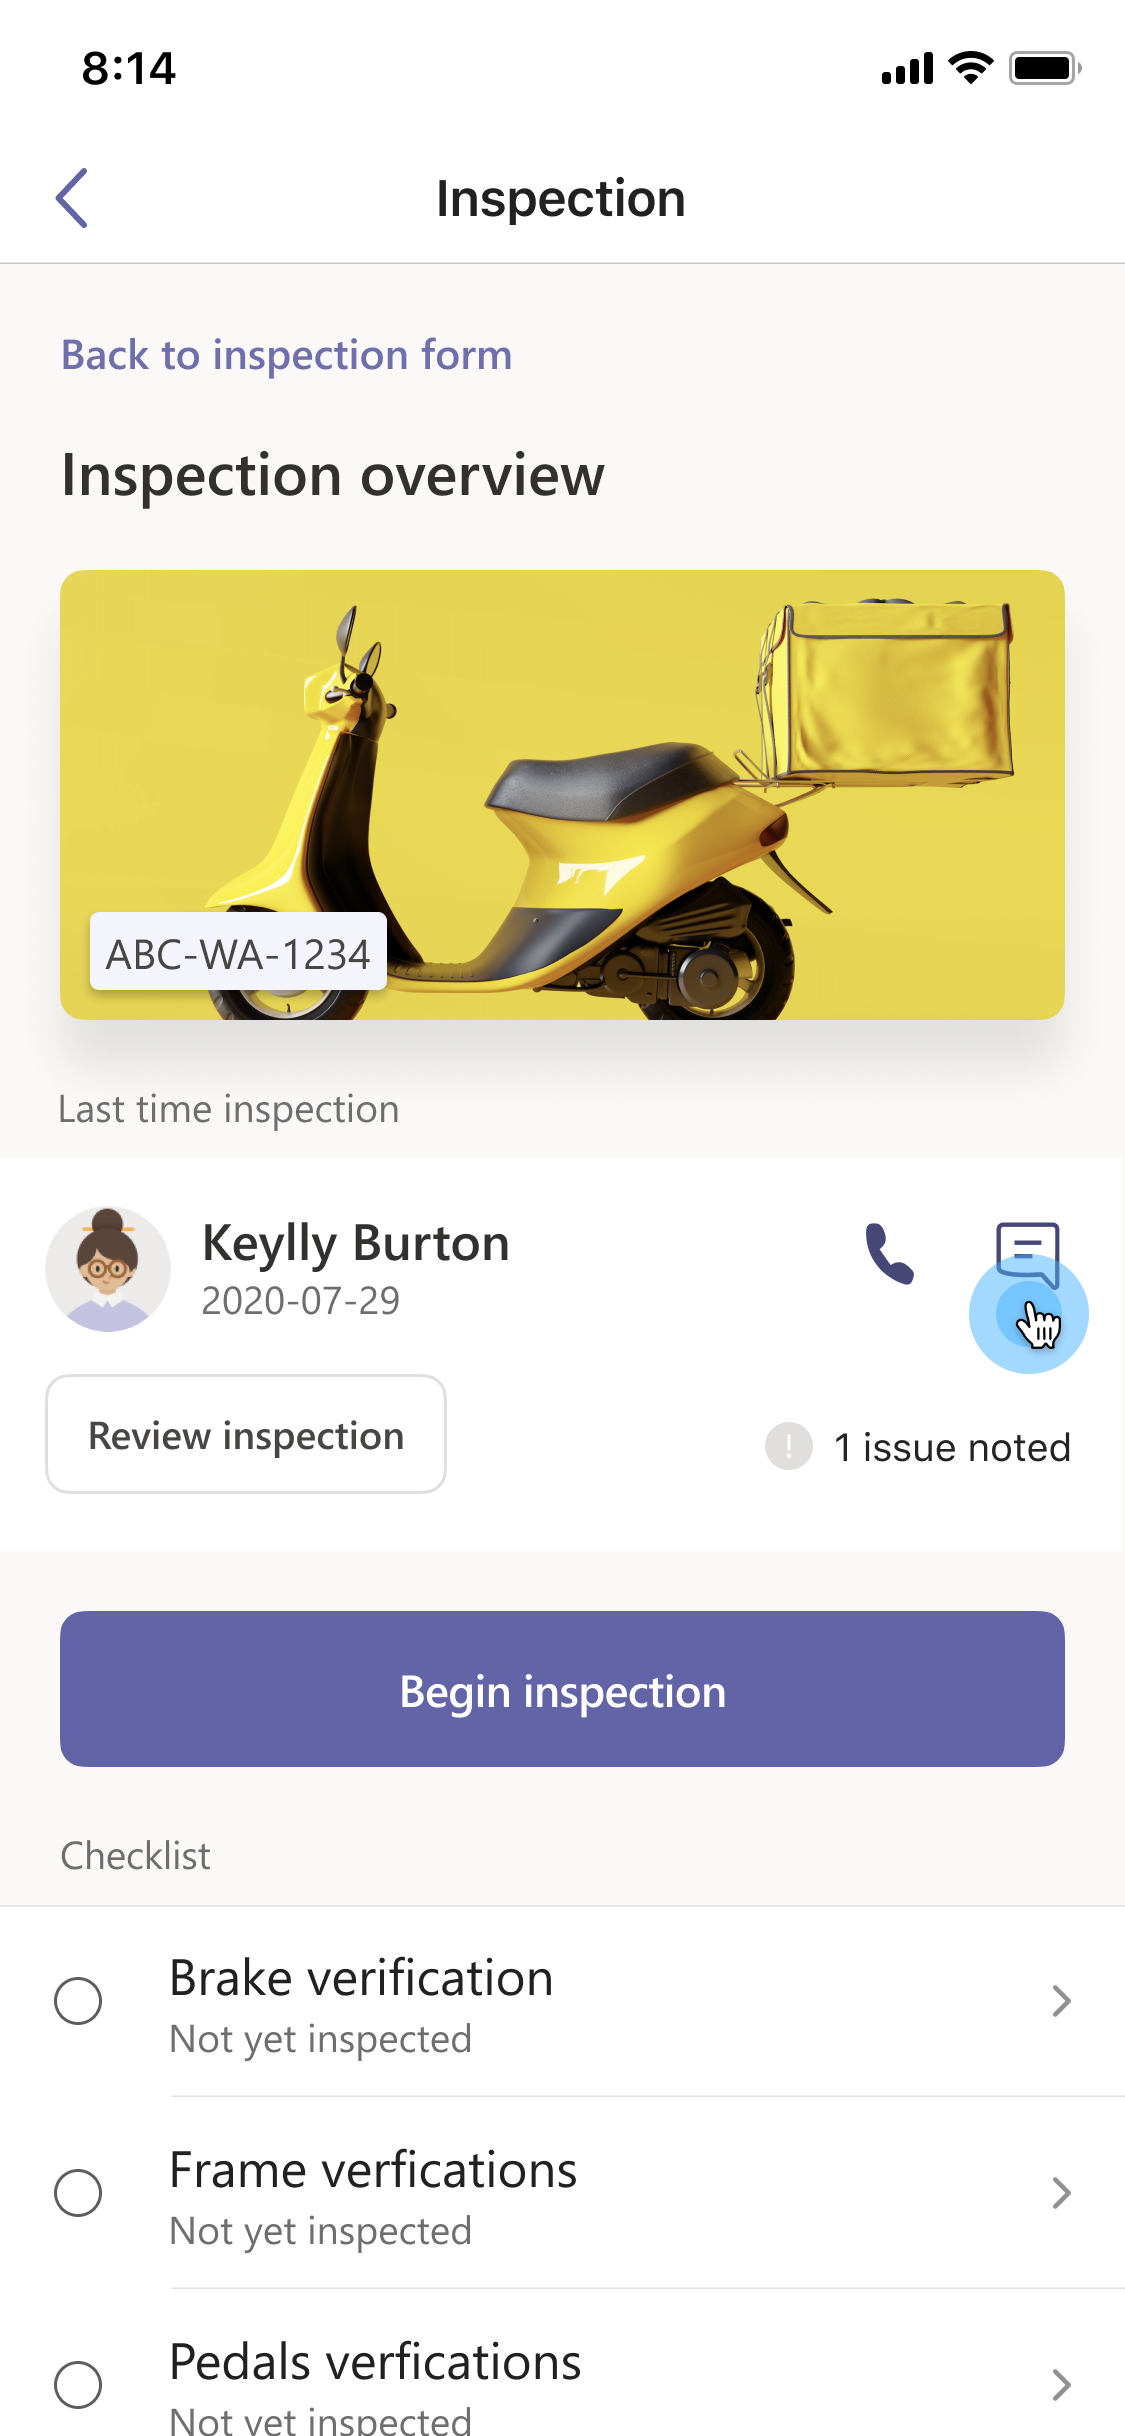 8:14
Inspection
Back to inspection form
Inspection overview
ABC-WA-1234
Last time inspection
Keylly Burton
2020-07-29
Review inspection
! 1 issue noted
Begin inspection
Checklist
Brake verification
Not yet inspected
Frame verfications
Not yet inspected
Pedals verfications
Not yet inspected